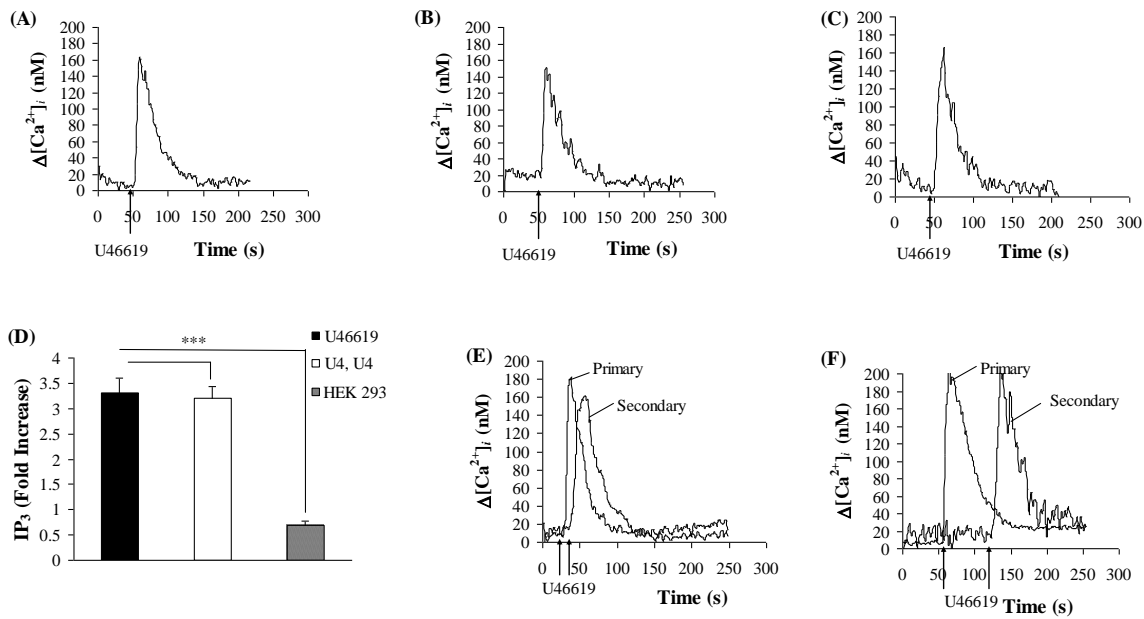 (A)
200
180
160
140
120
100
80
60
40
20
0
Δ[Ca²⁺]ᵢ (nM)
0 50 100 150 200 250 300
U46619
Time (s)
(B)
200
180
160
140
120
100
80
60
40
20
0
Δ[Ca²⁺]ᵢ (nM)
0 50 100 150 200 250 300
U46619
Time (s)
(C)
200
180
160
140
120
100
80
60
40
20
0
Δ[Ca²⁺]ᵢ (nM)
0 50 100 150 200 250 300
U46619
Time (s)
(D)
***
U46619
U4, U4
HEK 293
4
3.5
3
2.5
2
1.5
1
0.5
0
IP₃ (Fold Increase)
(E)
Primary
Secondary
200
180
160
140
120
100
80
60
40
20
0
Δ[Ca²⁺]ᵢ (nM)
0 50 100 150 200 250 300
U46619
Time (s)
(F)
Primary
Secondary
200
180
160
140
120
200
80
60
40
20
0
Δ[Ca²⁺]ᵢ (nM)
0 50 100 150 200 250 300
U46619
Time (s)